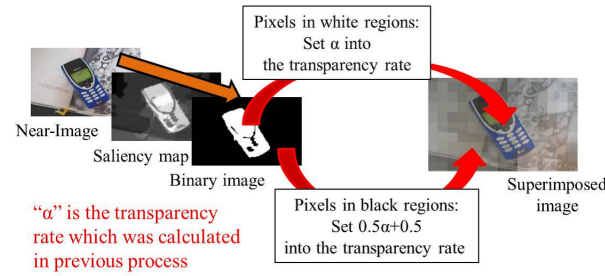 Pixels in white regions:
Set α into
the transparency rate
Near-Image
Saliency map
Binary image
Superimposed
image
Pixels in black regions:
Set 0.5α+0.5
into the transparency rate
“α” is the transparency
rate which was calculated
in previous process